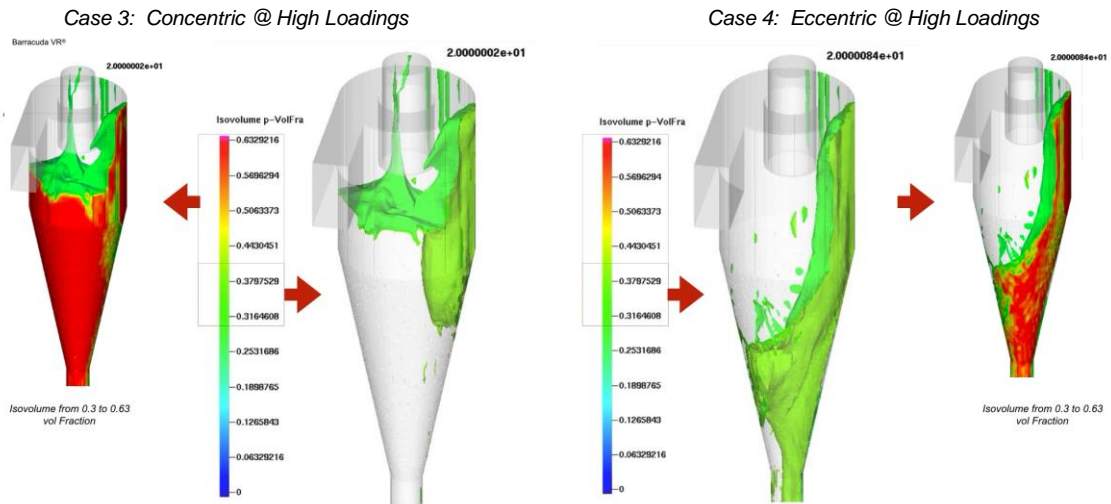 Case 3: Concentric @ High Loadings
Case 4: Eccentric @ High Loadings
Barracuda VR®
2.0000002e+01
2.0000002e+01
2.0000084e+01
2.0000084e+01
Isovolume p-VolFra
0.6329216
0.5696294
0.5063373
0.4430451
0.3797529
0.3164608
0.2531686
0.1898765
0.1265843
0.06329216
0
Isovolume p-VolFra
0.6329216
0.5696294
0.5063373
0.4430451
0.3797529
0.3164608
0.2531686
0.1898765
0.1265843
0.06329216
0
Isovolume from 0.3 to 0.63
vol Fraction
Isovolume from 0.3 to 0.63
vol Fraction